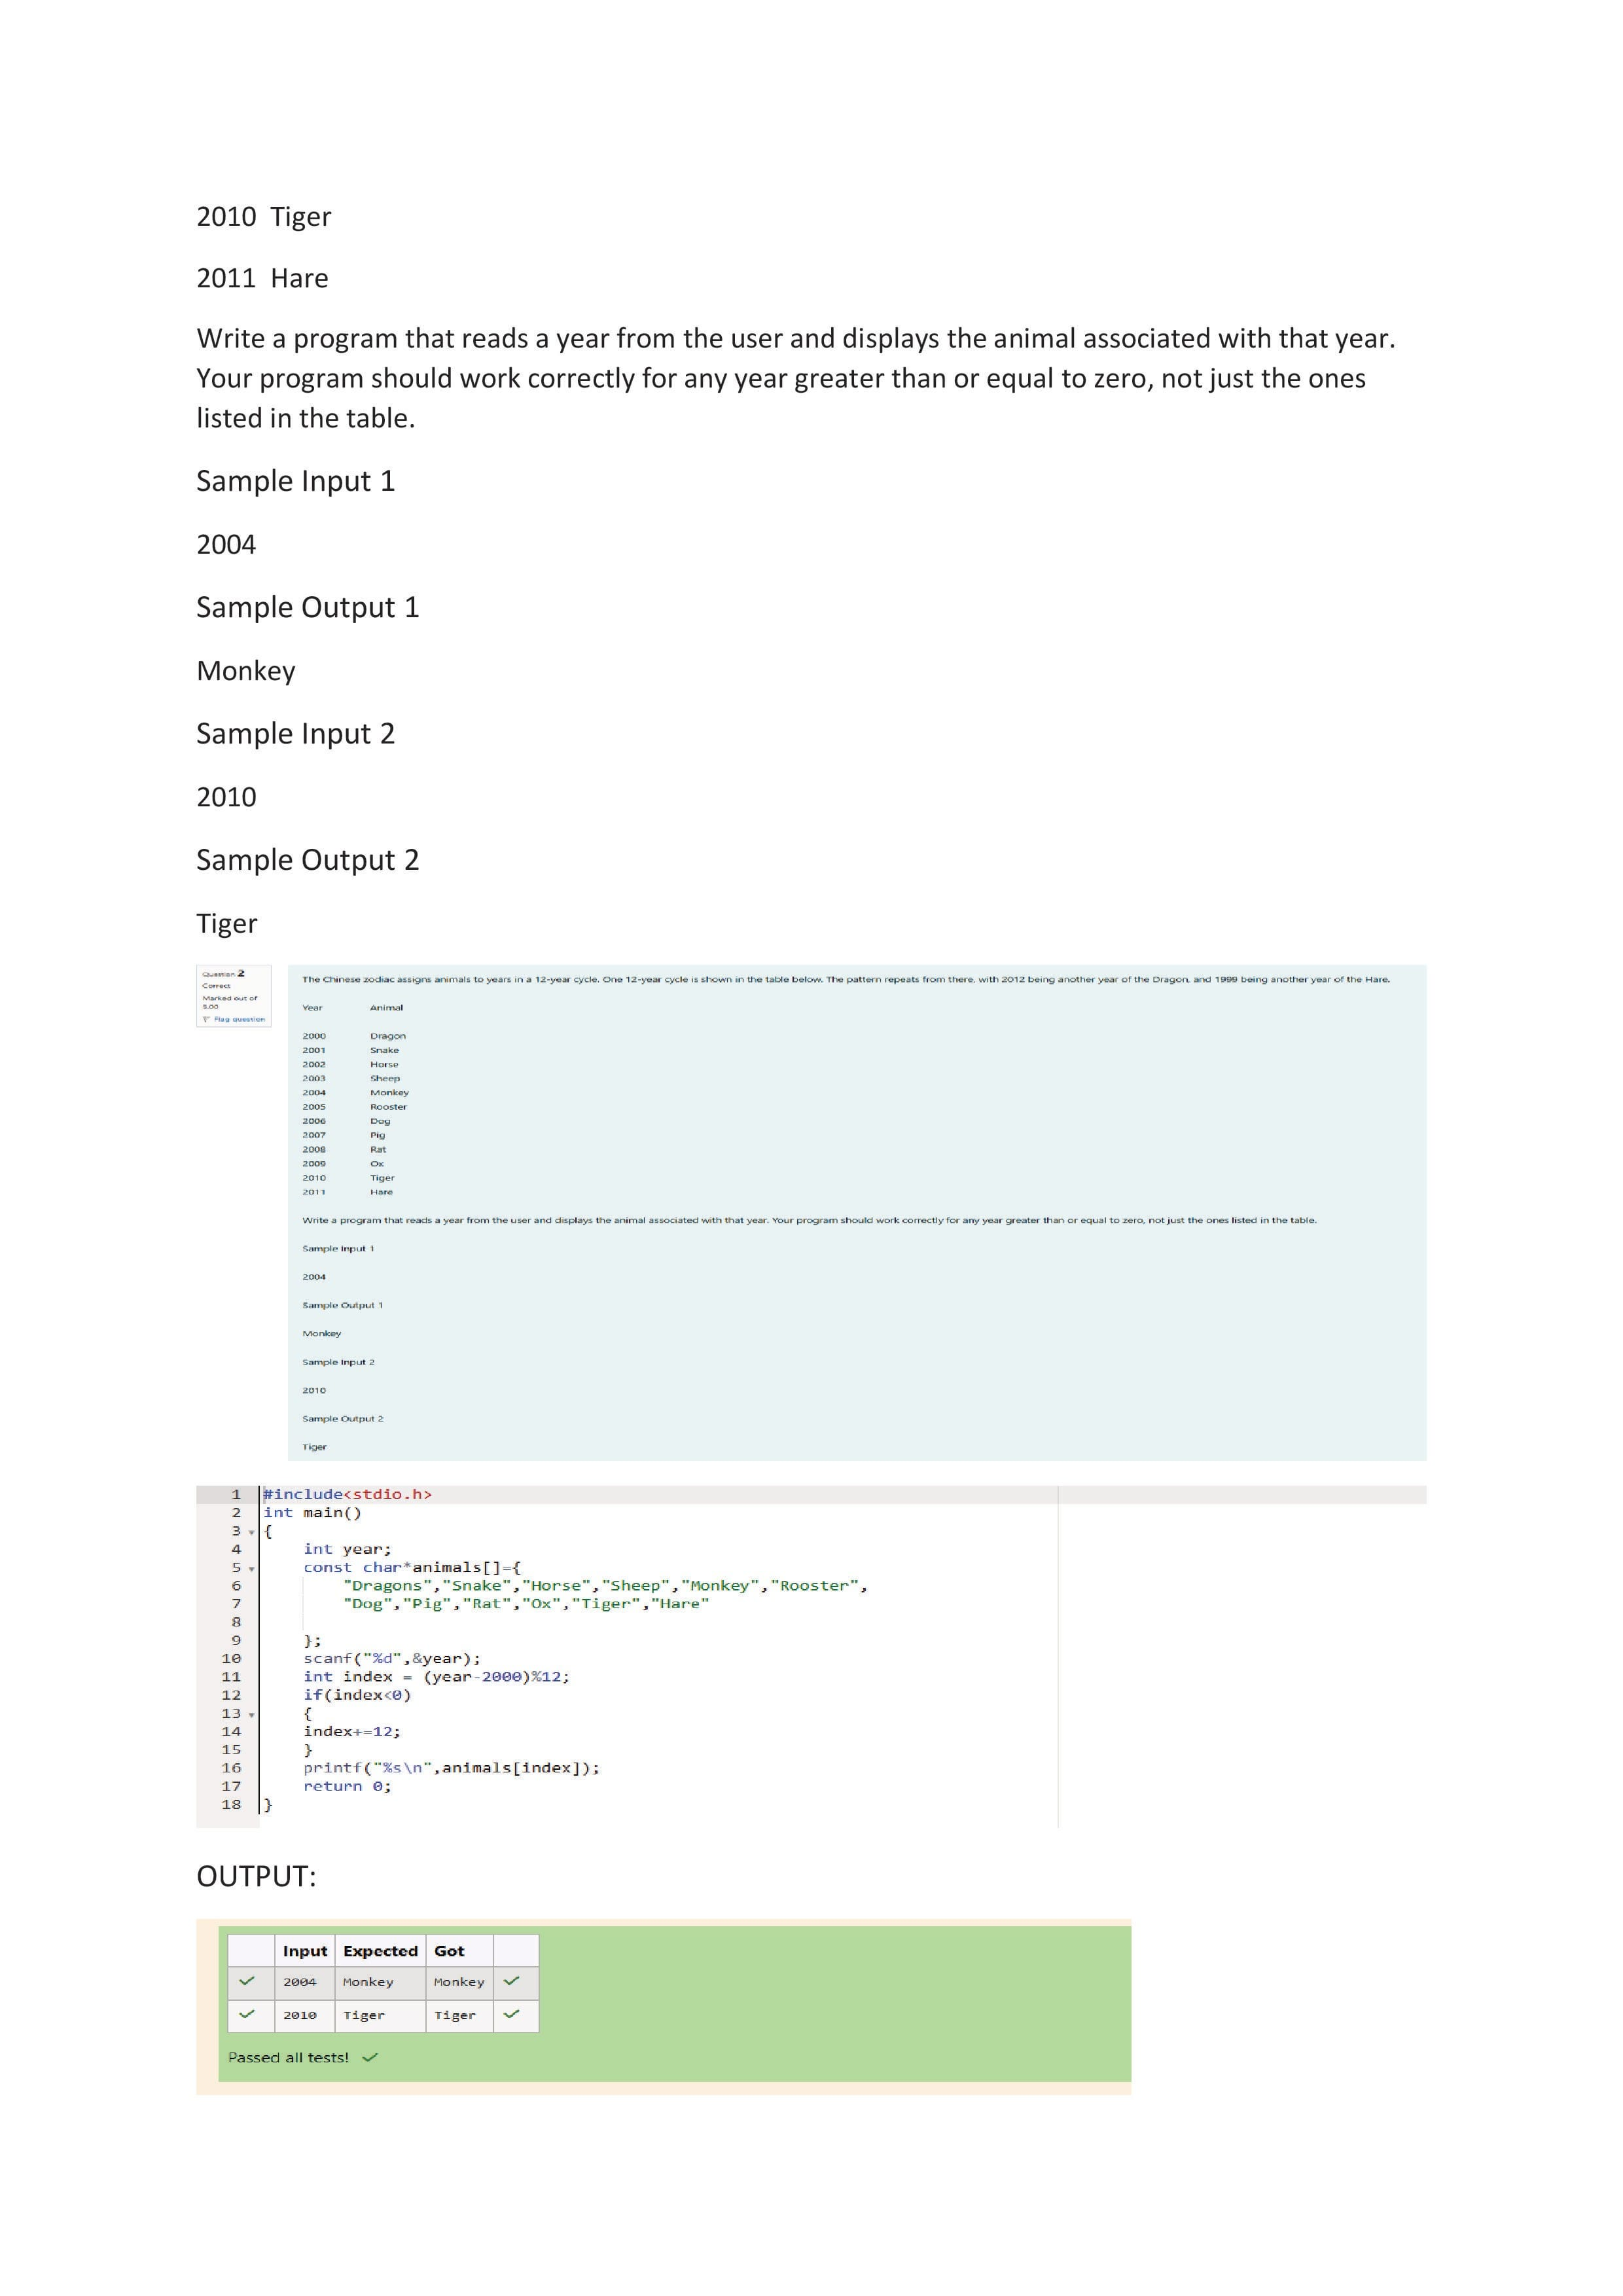 2010  Tiger
2011  Hare
Write a program that reads a year from the user and displays the animal associated with that year.
Your program should work correctly for any year greater than or equal to zero, not just the ones
listed in the table.
Sample Input 1
2004
Sample Output 1
Monkey
Sample Input 2
2010
Sample Output 2
Tiger
Question 2
Correct
Marked out of
5.00
Flag question
The Chinese zodiac assigns animals to years in a 12-year cycle. One 12-year cycle is shown in the table below. The pattern repeats from there, with 2012 being another year of the Dragon, and 1999 being another year of the Hare.
Year Animal
2000 Dragon
2001 Snake
2002 Horse
2003 Sheep
2004 Monkey
2005 Rooster
2006 Dog
2007 Pig
2008 Rat
2009 Ox
2010 Tiger
2011 Hare
Write a program that reads a year from the user and displays the animal associated with that year. Your program should work correctly for any year greater than or equal to zero, not just the ones listed in the table.
Sample Input 1
2004
Sample Output 1
Monkey
Sample Input 2
2010
Sample Output 2
Tiger
1 #include<stdio.h>
2 int main()
3 {
4 int year;
5 const char*animals[]={
6 "Dragons","Snake","Horse","Sheep","Monkey","Rooster",
7 "Dog","Pig","Rat","Ox","Tiger","Hare"
8
9 };
10 scanf("%d",&year);
11 int index = (year-2000)%12;
12 if(index<0)
13 {
14 index+=12;
15 }
16 printf("%s\n",animals[index]);
17 return 0;
18 }
OUTPUT:
Input Expected Got
2004 Monkey Monkey
2010 Tiger Tiger
Passed all tests!